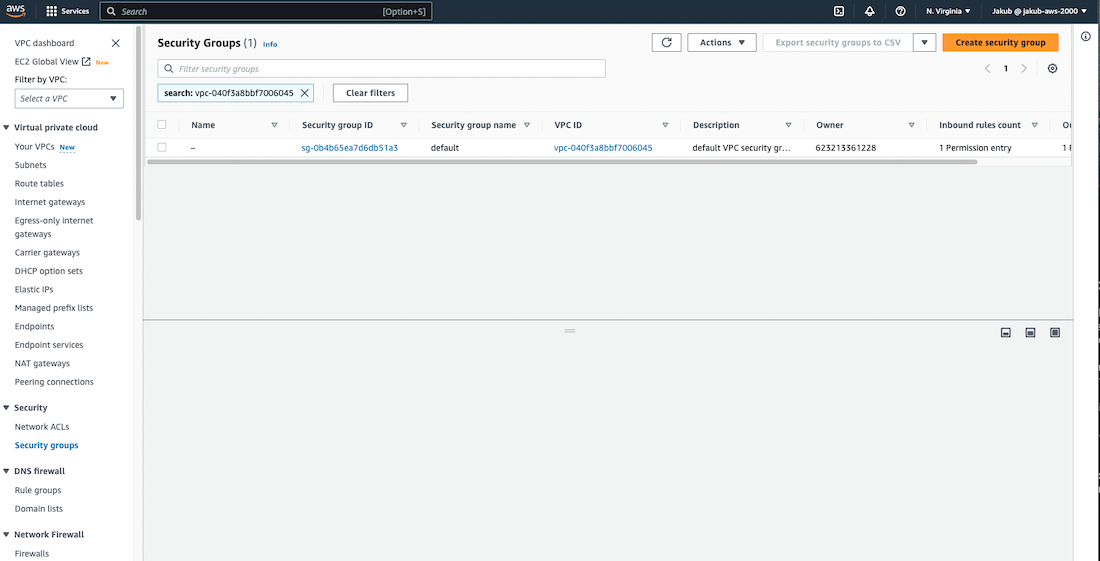 aws
Services
Search
[Option+S]
N. Virginia
Jakub @ jakub-aws-2000
VPC dashboard
EC2 Global View
New
Filter by VPC:
Select a VPC
Virtual private cloud
Your VPCs New
Subnets
Route tables
Internet gateways
Egress-only internet
gateways
Carrier gateways
DHCP option sets
Elastic IPs
Managed prefix lists
Endpoints
Endpoint services
NAT gateways
Peering connections
Security
Network ACLs
Security groups
DNS firewall
Rule groups
Domain lists
Network Firewall
Firewalls
Security Groups (1) Info
Actions
Export security groups to CSV
Create security group
Filter security groups
1
search: vpc-040f3a8bbf7006045
Clear filters
Name Security group ID Security group name VPC ID Description Owner Inbound rules count
– sg-0b4b65ea7d6db51a3 default vpc-040f3a8bbf7006045 default VPC security gr... 623213361228 1 Permission entry